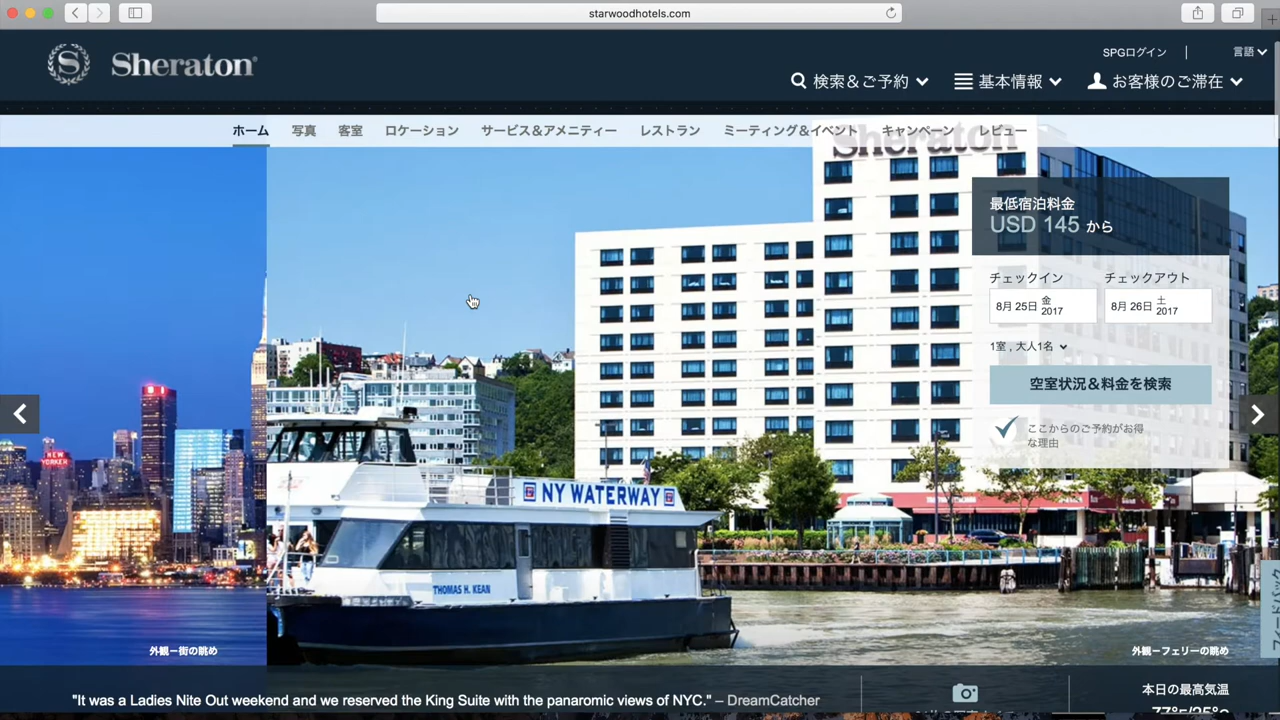 starwoodhotels.com
Sheraton
SPGログイン
言語
検索＆ご予約
基本情報
お客様のご滞在
ホーム 写真 客室 ロケーション サービス＆アメニティー レストラン ミーティング＆イベント キャンペーン レビュー
Sheraton
最低宿泊料金
USD 145 から
チェックイン チェックアウト
8月 25日 金 2017
8月 26日 土 2017
1室 , 大人1名
空室状況＆料金を検索
ここからのご予約がお得
な理由
NEW
YORKER
NY WATERWAY
THOMAS H. KEAN
フィードバック
外観－街の眺め
外観－フェリーの眺め
"It was a Ladies Nite Out weekend and we reserved the King Suite with the panaromic views of NYC." – DreamCatcher
本日の最高気温
77°F/25°C